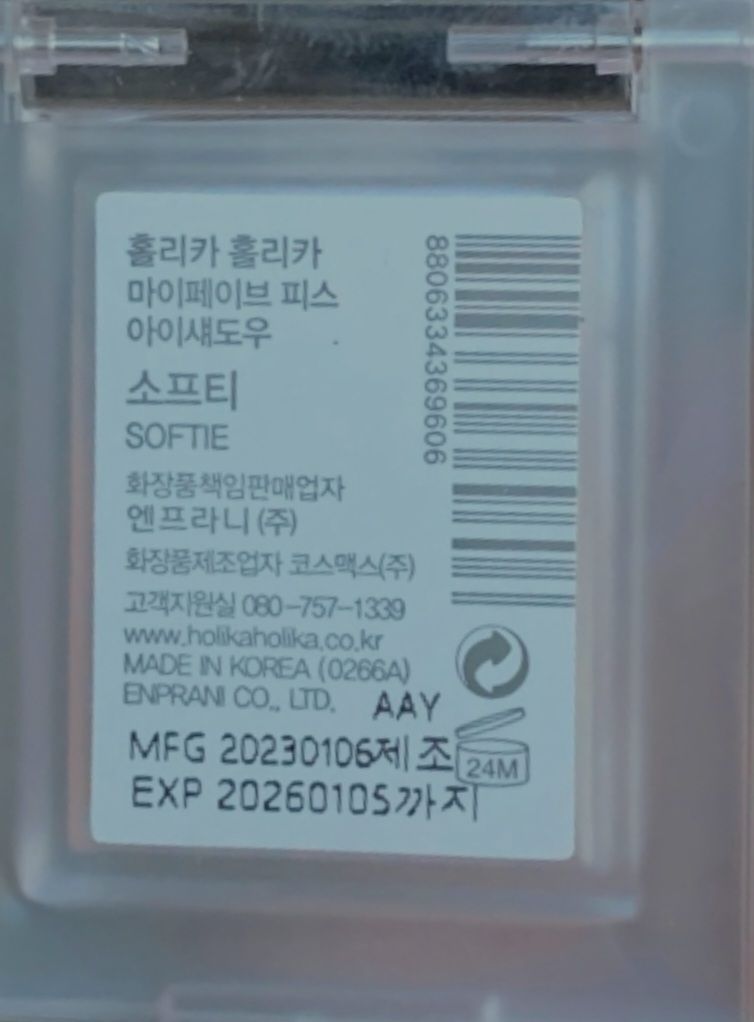 홀리카 홀리카
마이페이브 피스
아이섀도우
소프티
SOFTIE
화장품책임판매업자
엔프라니 (주)
화장품제조업자 코스맥스(주)
고객지원실 080-757-1339
www.holikaholika.co.kr
MADE IN KOREA (0266A)
ENPRANI CO., LTD.
AAY
MFG 20230106제조
EXP 20260105까지
8806334369606
24M